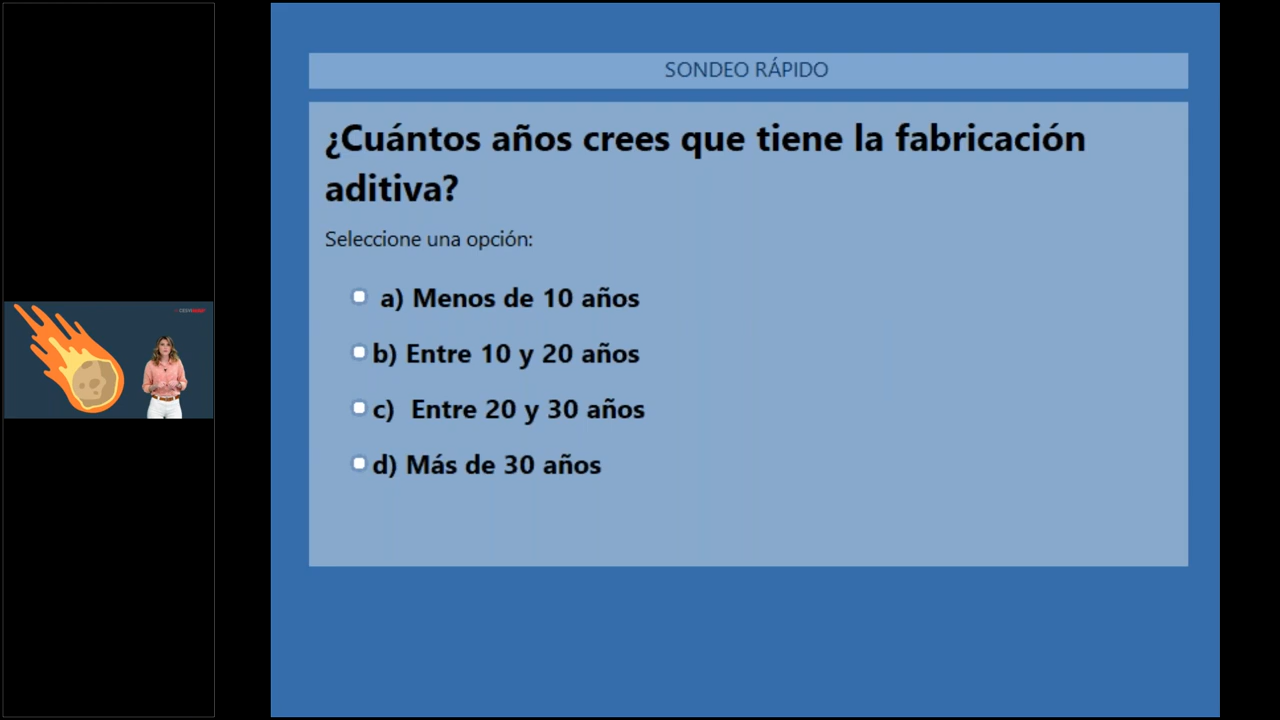 SONDEO RÁPIDO
¿Cuántos años crees que tiene la fabricación
aditiva?
Seleccione una opción:
a) Menos de 10 años
b) Entre 10 y 20 años
c) Entre 20 y 30 años
d) Más de 30 años